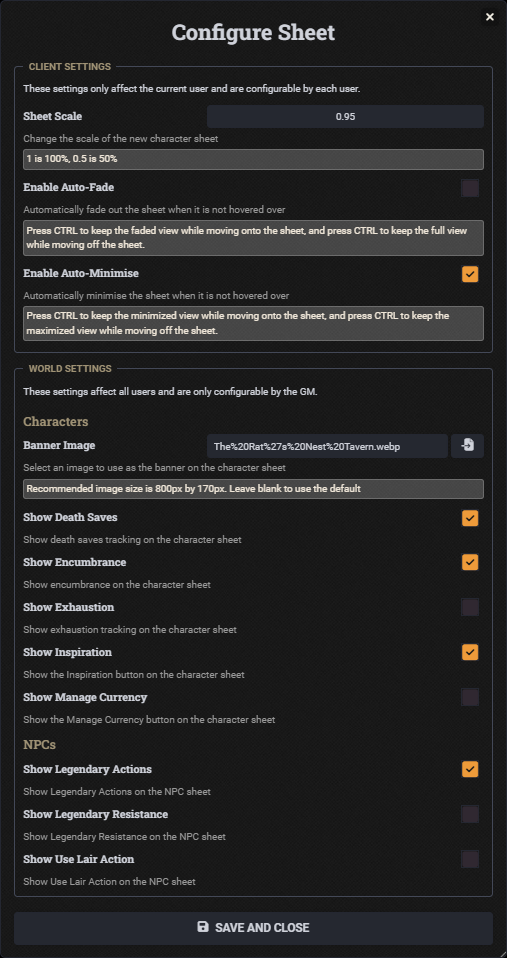 Configure Sheet
CLIENT SETTINGS
These settings only affect the current user and are configurable by each user.
Sheet Scale
0.95
Change the scale of the new character sheet
1 is 100%, 0.5 is 50%
Enable Auto-Fade
Automatically fade out the sheet when it is not hovered over
Press CTRL to keep the faded view while moving onto the sheet, and press CTRL to keep the full view
while moving off the sheet.
Enable Auto-Minimise
Automatically minimise the sheet when it is not hovered over
Press CTRL to keep the minimized view while moving onto the sheet, and press CTRL to keep the
maximized view while moving off the sheet.
WORLD SETTINGS
These settings affect all users and are only configurable by the GM.
Characters
Banner Image
The%20Rat%27s%20Nest%20Tavern.webp
Select an image to use as the banner on the character sheet
Recommended image size is 800px by 170px. Leave blank to use the default
Show Death Saves
Show death saves tracking on the character sheet
Show Encumbrance
Show encumbrance on the character sheet
Show Exhaustion
Show exhaustion tracking on the character sheet
Show Inspiration
Show the Inspiration button on the character sheet
Show Manage Currency
Show the Manage Currency button on the character sheet
NPCs
Show Legendary Actions
Show Legendary Actions on the NPC sheet
Show Legendary Resistance
Show Legendary Resistance on the NPC sheet
Show Use Lair Action
Show Use Lair Action on the NPC sheet
SAVE AND CLOSE